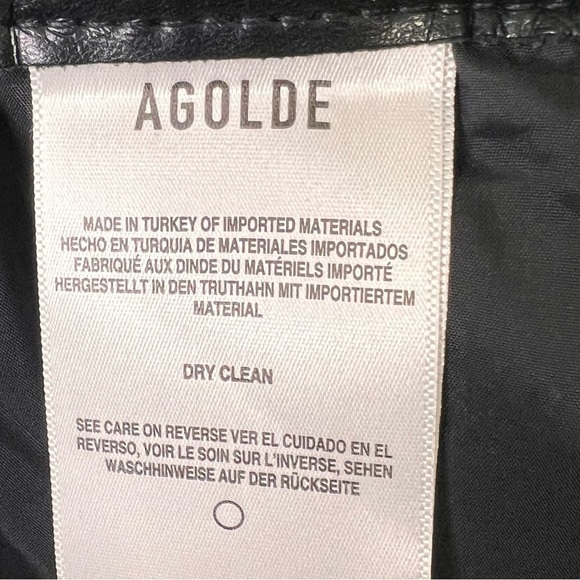 AGOLDE
MADE IN TURKEY OF IMPORTED MATERIALS
HECHO EN TURQUIA DE MATERIALES IMPORTADOS
FABRIQUÉ AUX DINDE DU MATÉRIELS IMPORTÉ
HERGESTELLT IN DEN TRUTHAHN MIT IMPORTIERTEM
MATERIAL
DRY CLEAN
SEE CARE ON REVERSE VER EL CUIDADO EN EL
REVERSO, VOIR LE SOIN SUR L'INVERSE, SEHEN
WASCHHINWEISE AUF DER RÜCKSEITE